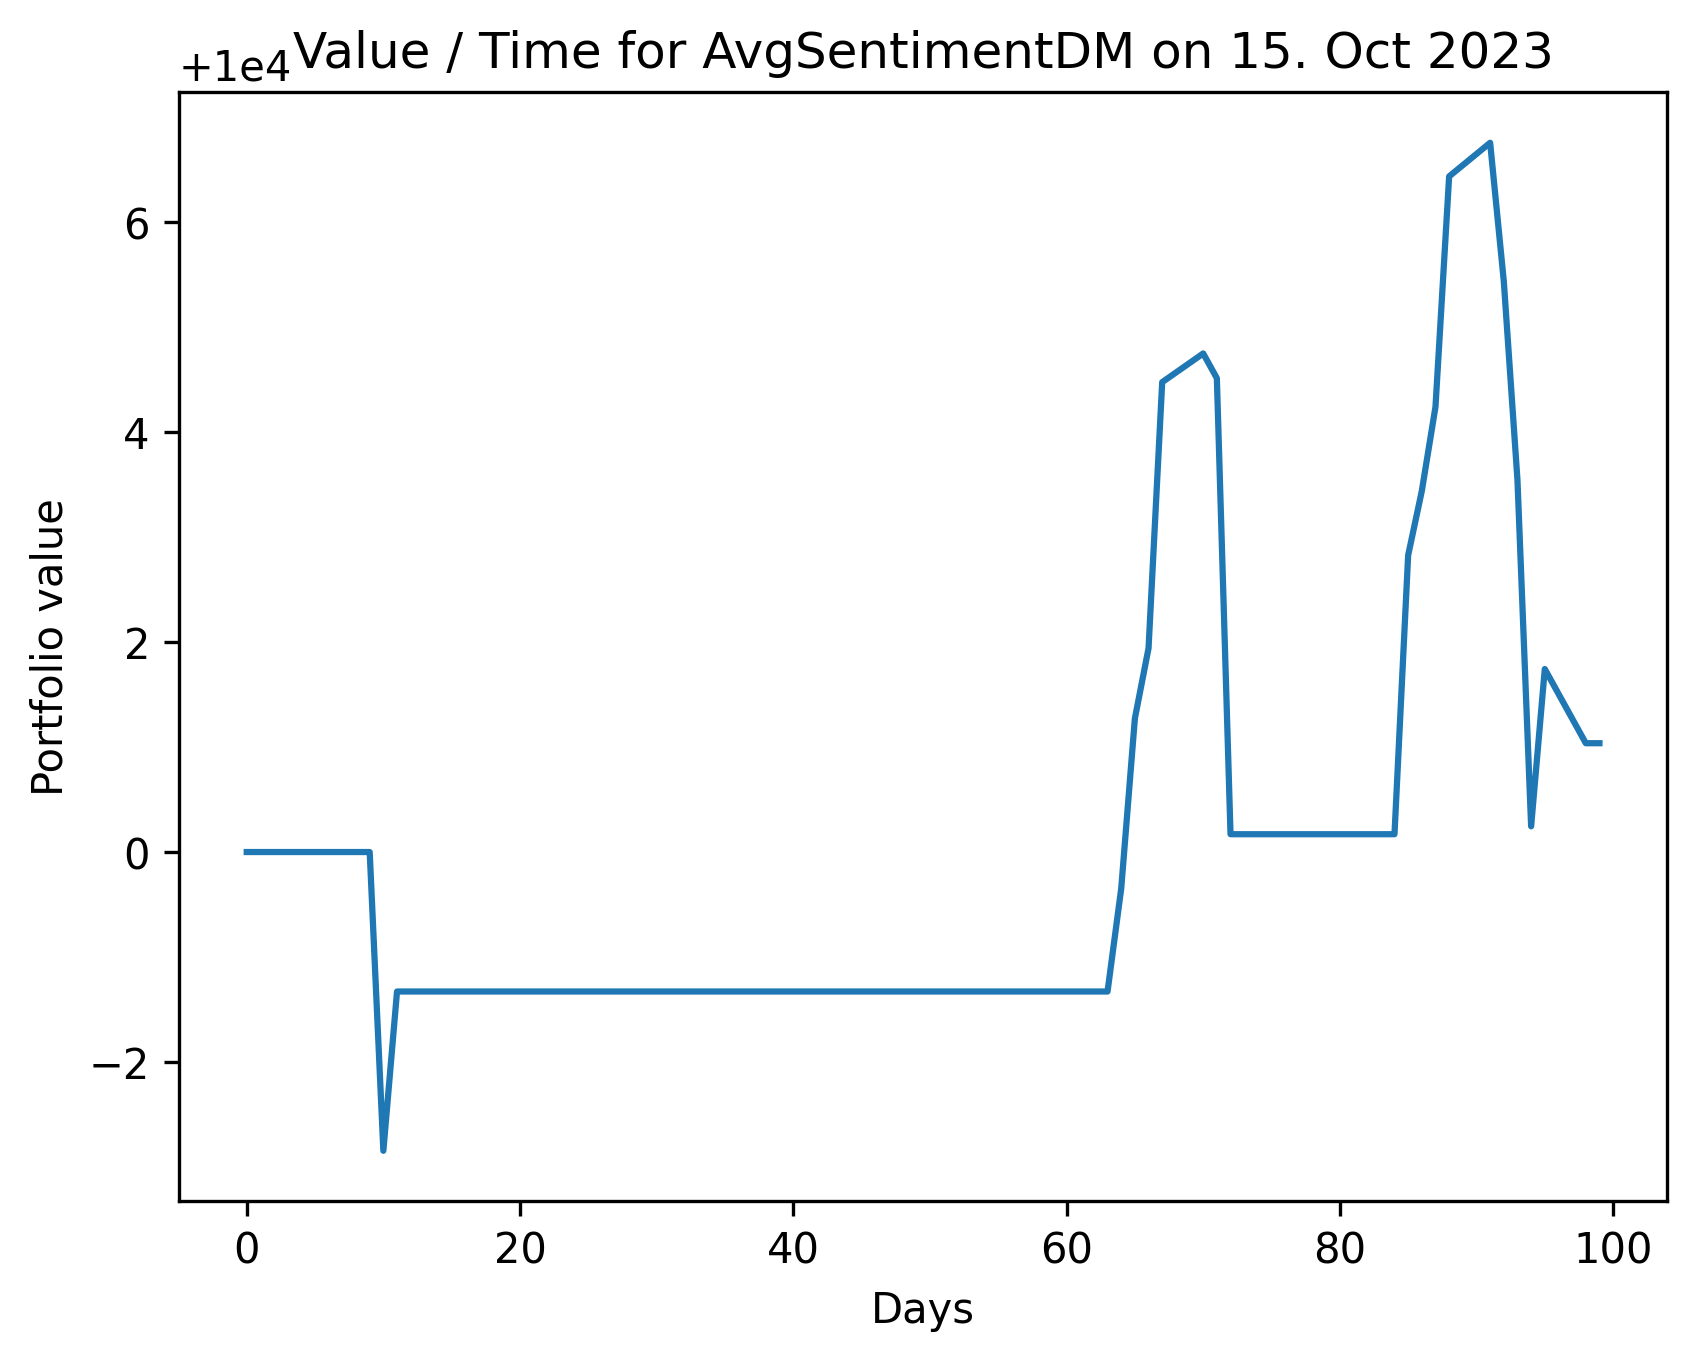 Value / Time for AvgSentimentDM on 15. Oct 2023
+1e4
6
4
2
0
−2
Portfolio value
0 20 40 60 80 100
Days